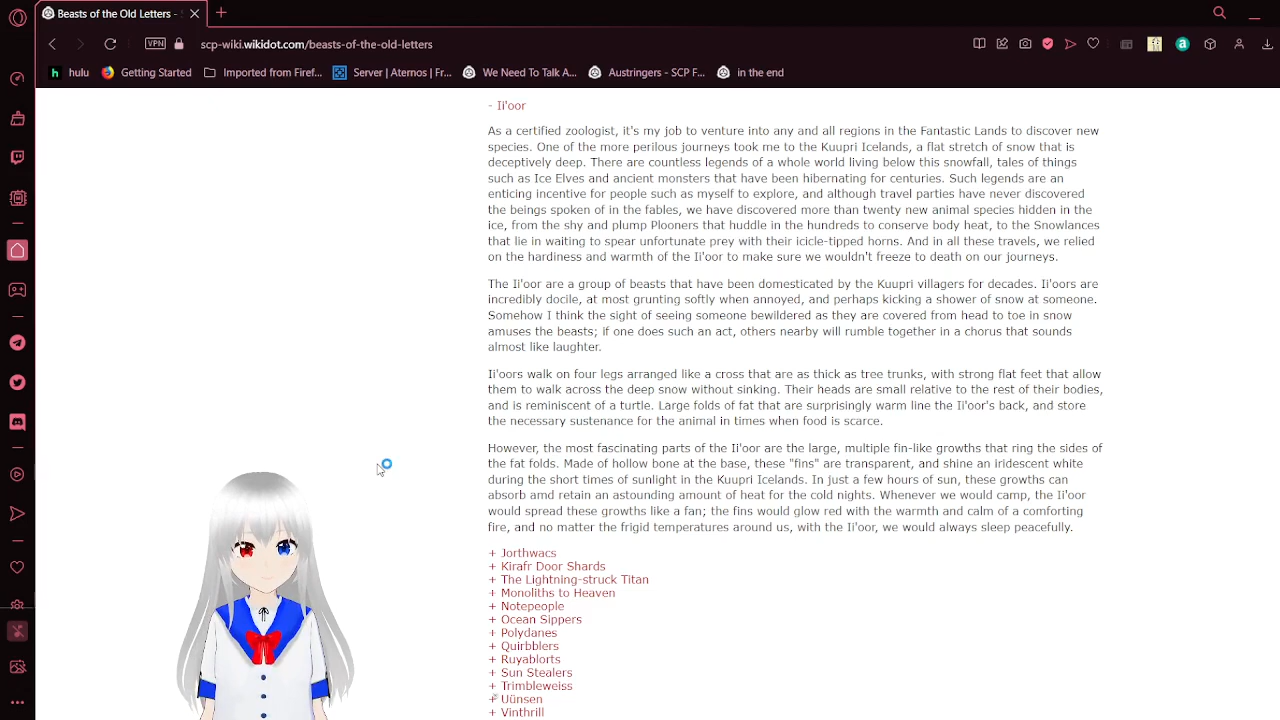 Beasts of the Old Letters
scp-wiki.wikidot.com/beasts-of-the-old-letters
VPN
hulu
Getting Started
Imported from Firef...
Server | Aternos | Fr...
We Need To Talk A...
Austringers - SCP F...
in the end
- Ii'oor
As a certified zoologist, it's my job to venture into any and all regions in the Fantastic Lands to discover new
species. One of the more perilous journeys took me to the Kuupri Icelands, a flat stretch of snow that is
deceptively deep. There are countless legends of a whole world living below this snowfall, tales of things
such as Ice Elves and ancient monsters that have been hibernating for centuries. Such legends are an
enticing incentive for people such as myself to explore, and although travel parties have never discovered
the beings spoken of in the fables, we have discovered more than twenty new animal species hidden in the
ice, from the shy and plump Plooners that huddle in the hundreds to conserve body heat, to the Snowlances
that lie in waiting to spear unfortunate prey with their icicle-tipped horns. And in all these travels, we relied
on the hardiness and warmth of the Ii'oor to make sure we wouldn't freeze to death on our journeys.
The Ii'oor are a group of beasts that have been domesticated by the Kuupri villagers for decades. Ii'oors are
incredibly docile, at most grunting softly when annoyed, and perhaps kicking a shower of snow at someone.
Somehow I think the sight of seeing someone bewildered as they are covered from head to toe in snow
amuses the beasts; if one does such an act, others nearby will rumble together in a chorus that sounds
almost like laughter.
Ii'oors walk on four legs arranged like a cross that are as thick as tree trunks, with strong flat feet that allow
them to walk across the deep snow without sinking. Their heads are small relative to the rest of their bodies,
and is reminiscent of a turtle. Large folds of fat that are surprisingly warm line the Ii'oor's back, and store
the necessary sustenance for the animal in times when food is scarce.
However, the most fascinating parts of the Ii'oor are the large, multiple fin-like growths that ring the sides of
the fat folds. Made of hollow bone at the base, these "fins" are transparent, and shine an iridescent white
during the short times of sunlight in the Kuupri Icelands. In just a few hours of sun, these growths can
absorb and retain an astounding amount of heat for the cold nights. Whenever we would camp, the Ii'oor
would spread these growths like a fan; the fins would glow red with the warmth and calm of a comforting
fire, and no matter the frigid temperatures around us, with the Ii'oor, we would always sleep peacefully.
+ Jorthwacs
+ Kirafr Door Shards
+ The Lightning-struck Titan
+ Monoliths to Heaven
+ Notepeople
+ Ocean Sippers
+ Polydanes
+ Quirbblers
+ Ruyablorts
+ Sun Stealers
+ Trimbleweiss
+ Uünsen
+ Vinthrill